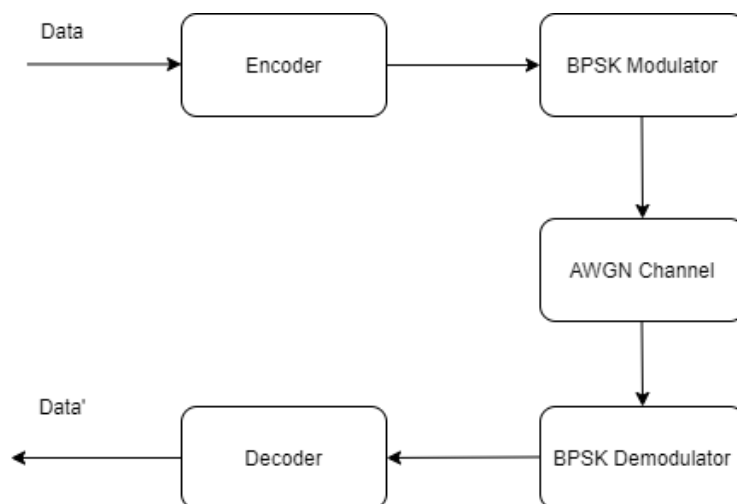 Data
Encoder
BPSK Modulator
AWGN Channel
Data'
Decoder
BPSK Demodulator